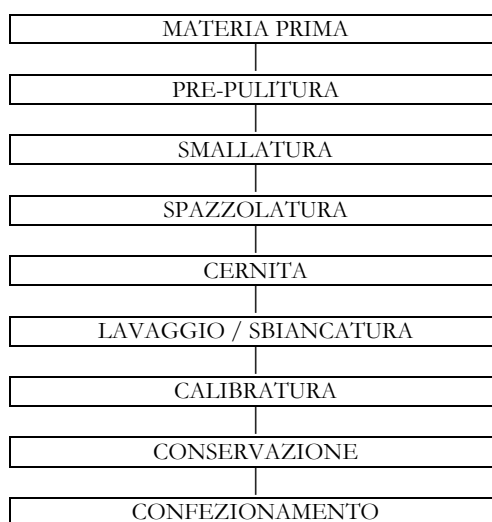 MATERIA PRIMA
PRE-PULITURA
SMALLATURA
SPAZZOLATURA
CERNITA
LAVAGGIO / SBIANCATURA
CALIBRATURA
CONSERVAZIONE
CONFEZIONAMENTO